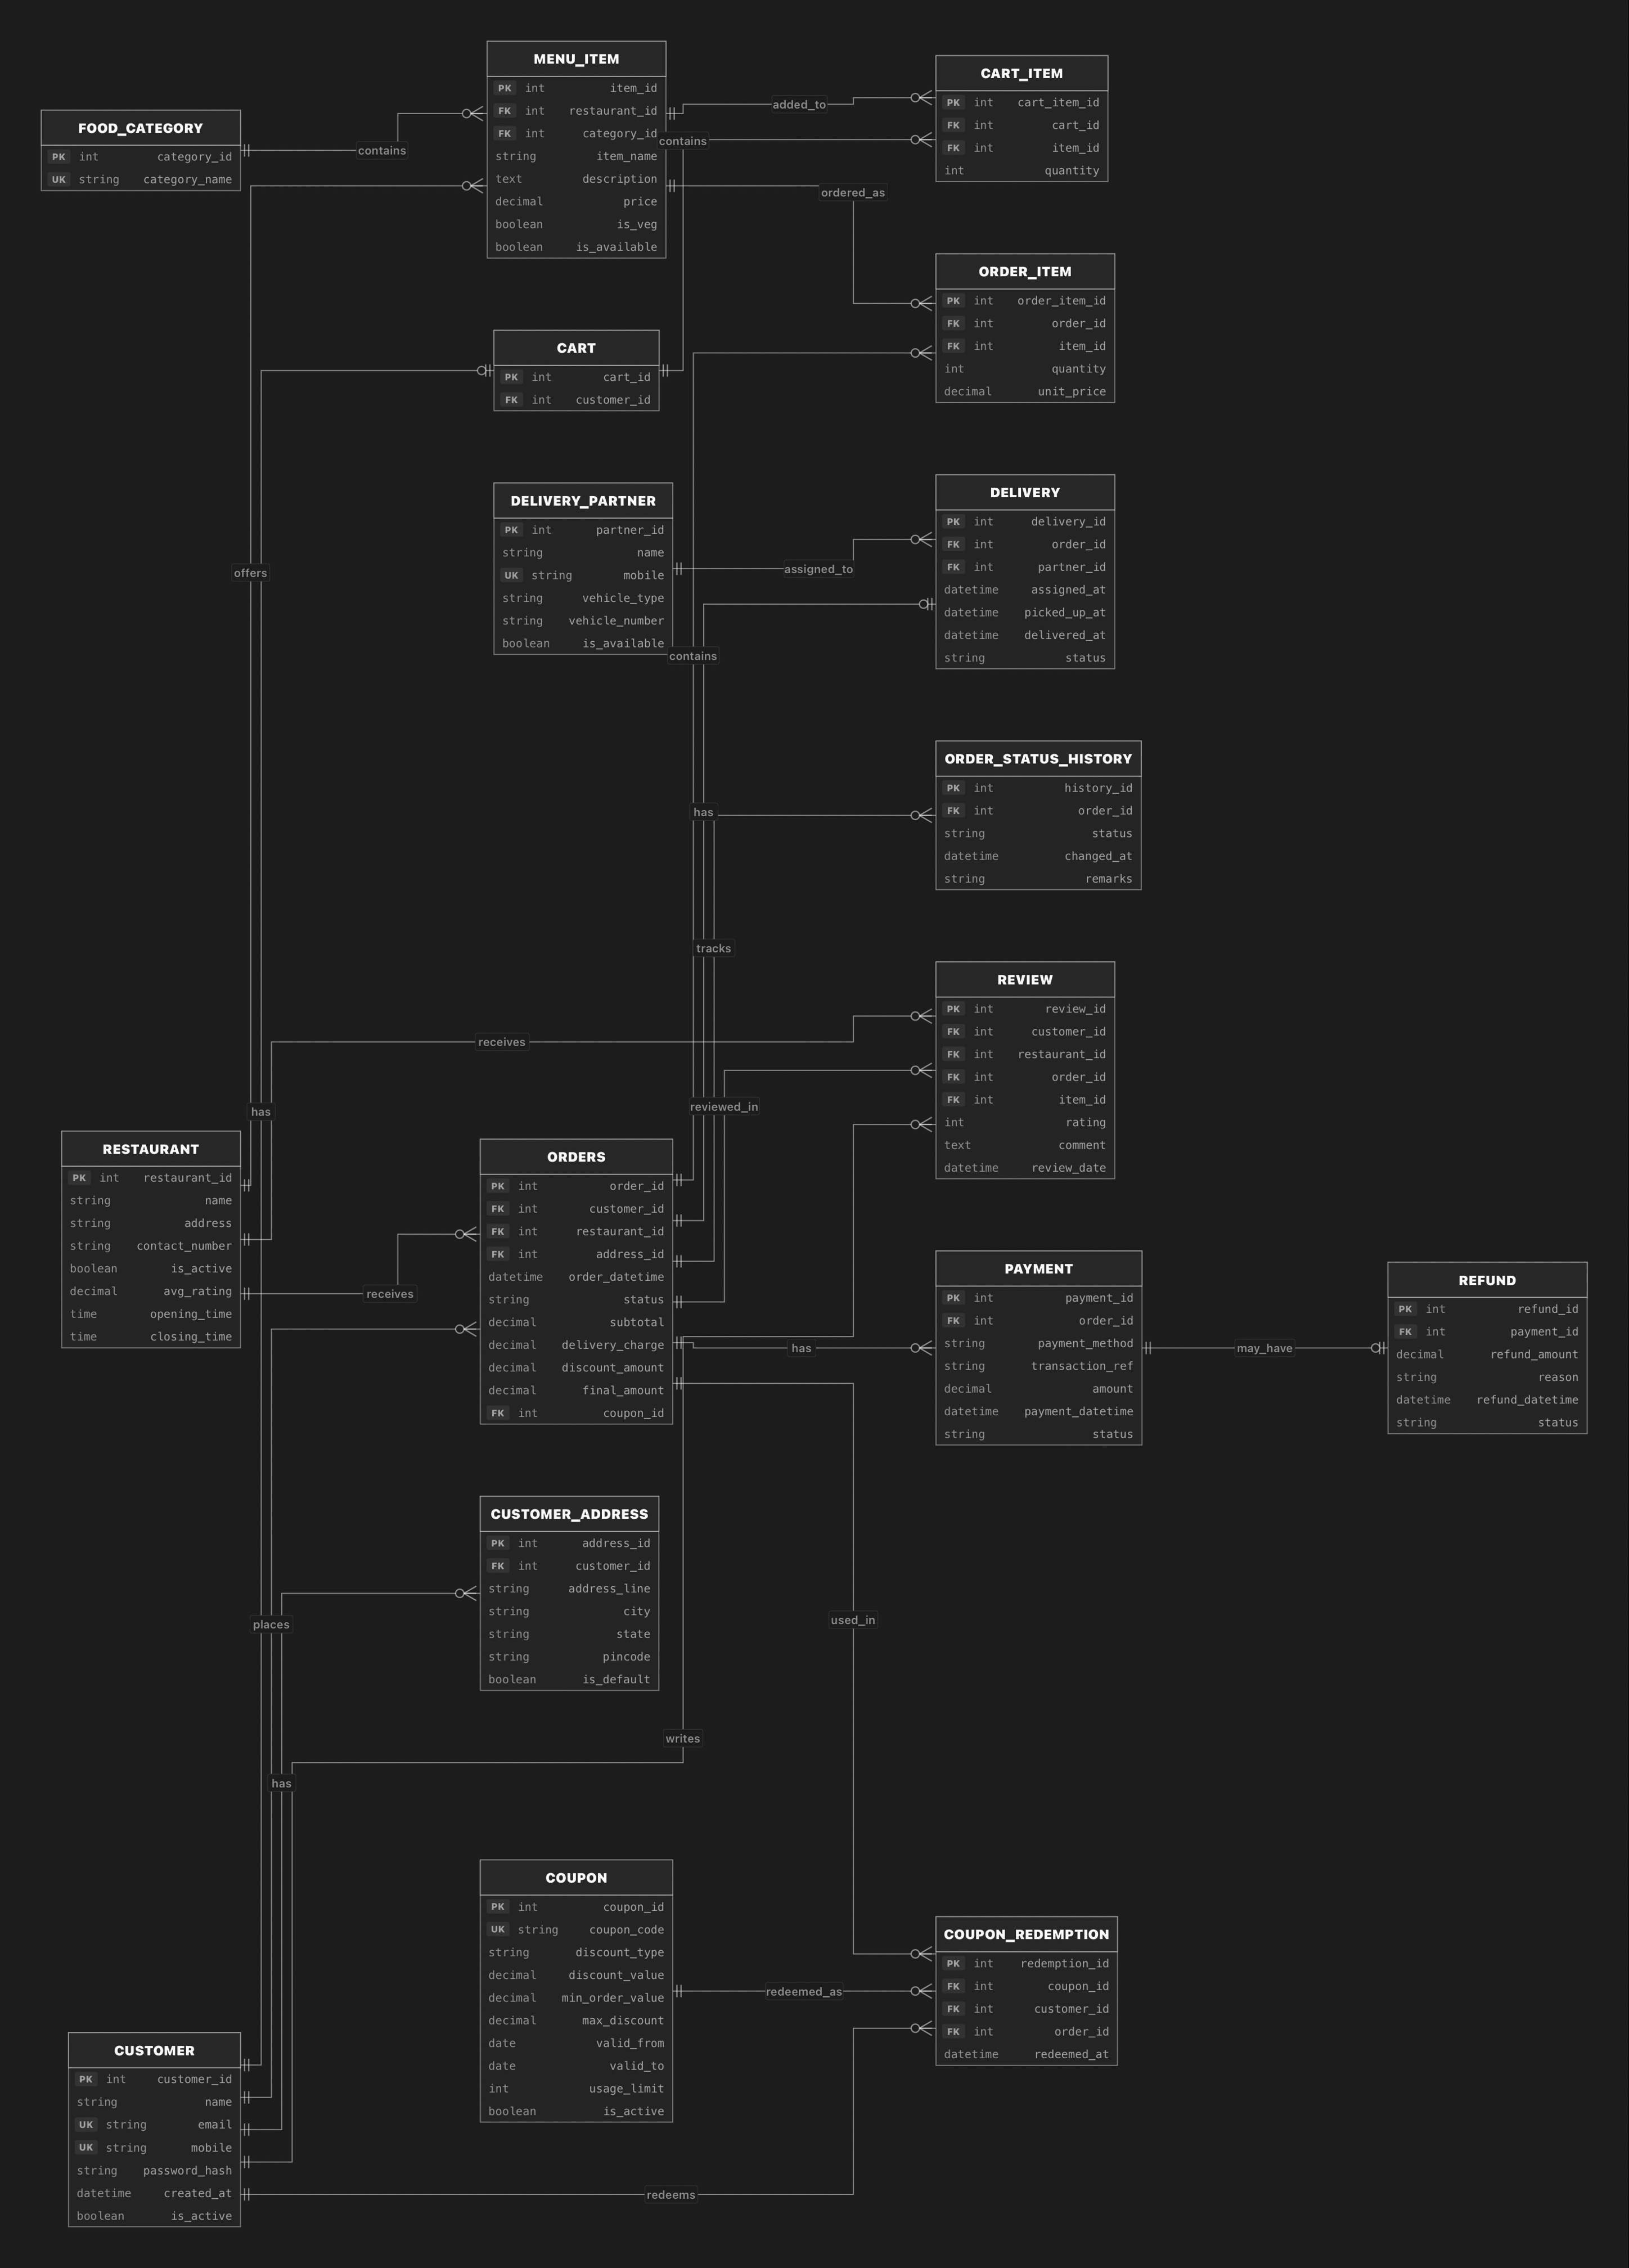 MENU_ITEM
PK int item_id
FK int restaurant_id
FK int category_id
string item_name
text description
decimal price
boolean is_veg
boolean is_available
CART_ITEM
PK int cart_item_id
FK int cart_id
FK int item_id
int quantity
added_to
contains
FOOD_CATEGORY
PK int category_id
UK string category_name
contains
ordered_as
ORDER_ITEM
PK int order_item_id
FK int order_id
FK int item_id
int quantity
decimal unit_price
CART
PK int cart_id
FK int customer_id
DELIVERY_PARTNER
PK int partner_id
string name
UK string mobile
string vehicle_type
string vehicle_number
boolean is_available
DELIVERY
PK int delivery_id
FK int order_id
FK int partner_id
datetime assigned_at
datetime picked_up_at
datetime delivered_at
string status
offers
assigned_to
contains
ORDER_STATUS_HISTORY
PK int history_id
FK int order_id
string status
datetime changed_at
string remarks
has
tracks
REVIEW
PK int review_id
FK int customer_id
FK int restaurant_id
FK int order_id
FK int item_id
int rating
text comment
datetime review_date
receives
reviewed_in
has
RESTAURANT
PK int restaurant_id
string name
string address
string contact_number
boolean is_active
decimal avg_rating
time opening_time
time closing_time
ORDERS
PK int order_id
FK int customer_id
FK int restaurant_id
FK int address_id
datetime order_datetime
string status
decimal subtotal
decimal delivery_charge
decimal discount_amount
decimal final_amount
FK int coupon_id
receives
has
PAYMENT
PK int payment_id
FK int order_id
string payment_method
string transaction_ref
decimal amount
datetime payment_datetime
string status
may_have
REFUND
PK int refund_id
FK int payment_id
decimal refund_amount
string reason
datetime refund_datetime
string status
CUSTOMER_ADDRESS
PK int address_id
FK int customer_id
string address_line
string city
string state
string pincode
boolean is_default
places
used_in
writes
has
COUPON
PK int coupon_id
UK string coupon_code
string discount_type
decimal discount_value
decimal min_order_value
decimal max_discount
date valid_from
date valid_to
int usage_limit
boolean is_active
redeemed_as
COUPON_REDEMPTION
PK int redemption_id
FK int coupon_id
FK int customer_id
FK int order_id
datetime redeemed_at
CUSTOMER
PK int customer_id
string name
UK string email
UK string mobile
string password_hash
datetime created_at
boolean is_active
redeems